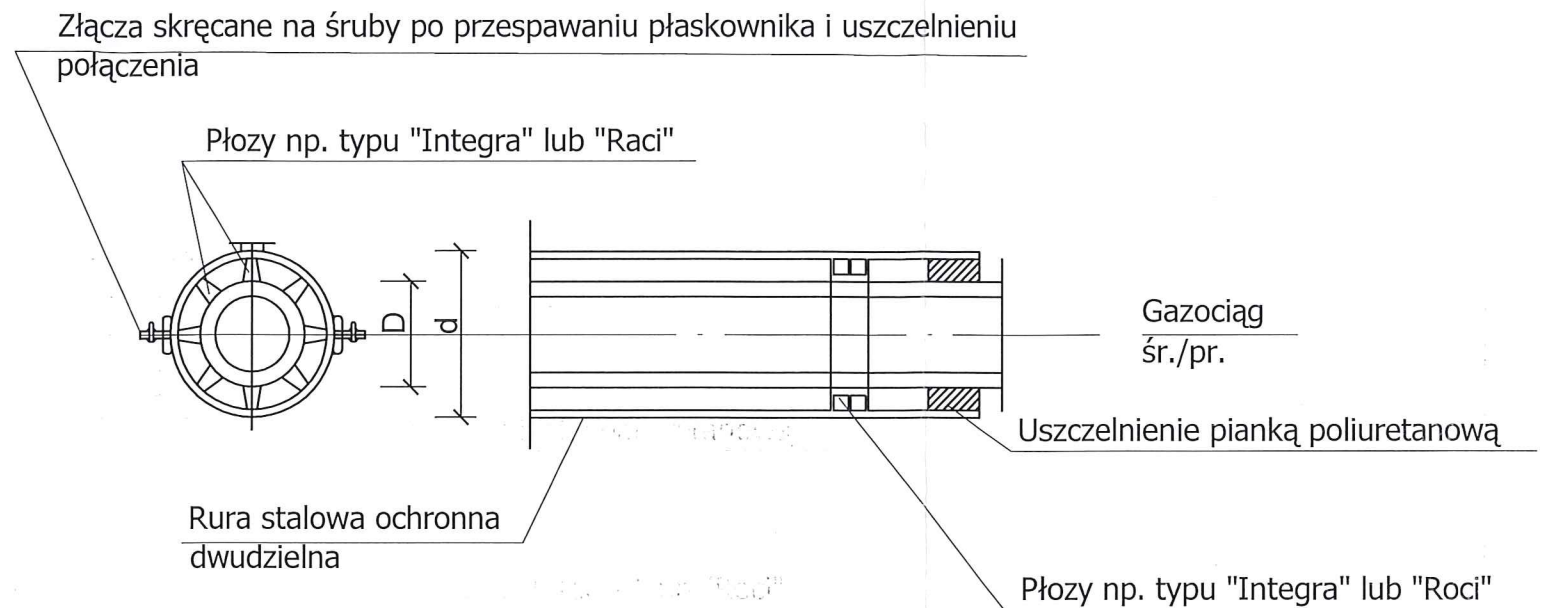 Złącza skręcane na śruby po przespawaniu płaskownika i uszczelnieniu
połączenia
Płozy np. typu "Integra" lub "Raci"
D
d
Gazociąg
śr./pr.
Uszczelnienie pianką poliuretanową
Rura stalowa ochronna
dwudzielna
Płozy np. typu "Integra" lub "Roci"